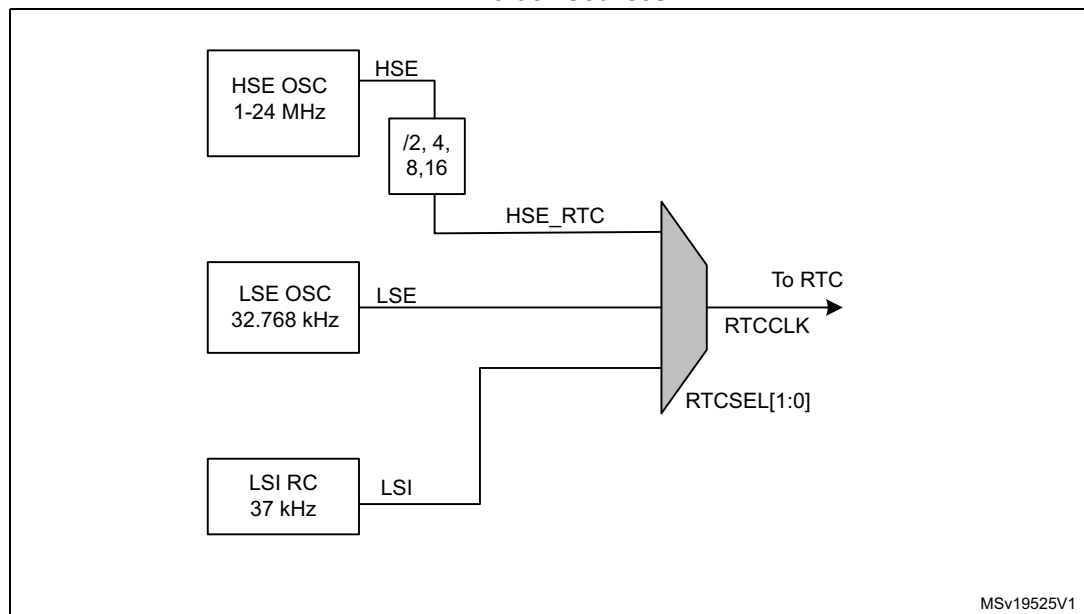 HSE OSC
1-24 MHz
HSE
/2, 4,
8,16
HSE_RTC
LSE OSC
32.768 kHz
LSE
To RTC
RTCCLK
RTCSEL[1:0]
LSI RC
37 kHz
LSI
MSv19525V1